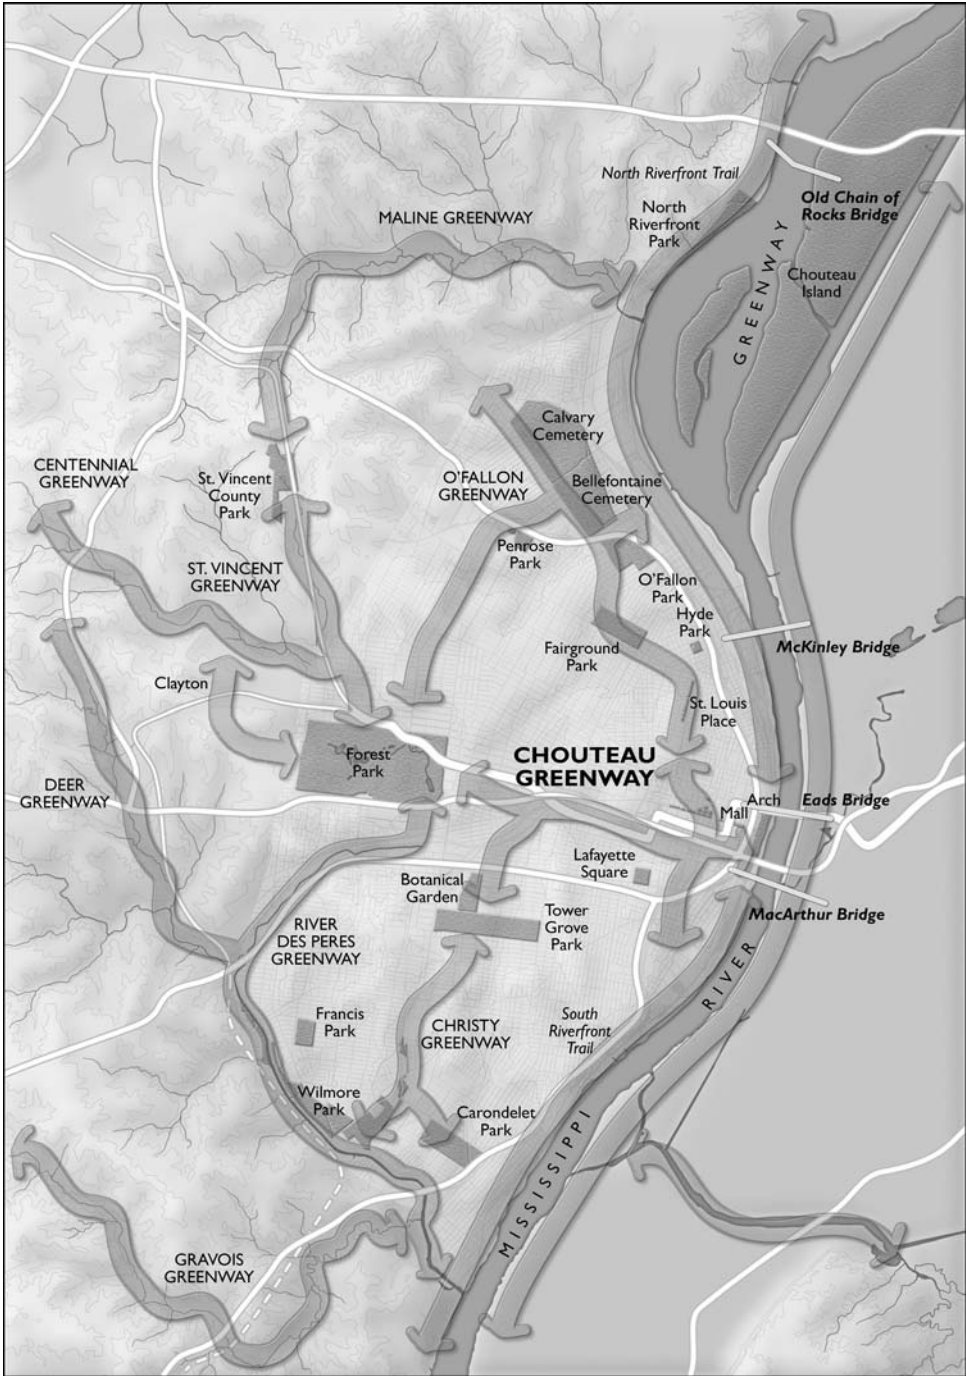 North Riverfront Trail
Old Chain of
Rocks Bridge
North
Riverfront
Park
MALINE GREENWAY
GREENWAY
Chouteau
Island
Calvary
Cemetery
CENTENNIAL
GREENWAY
St. Vincent
County
Park
O'FALLON
GREENWAY
Bellefontaine
Cemetery
Penrose
Park
ST. VINCENT
GREENWAY
O'Fallon
Park
Hyde
Park
McKinley Bridge
Fairground
Park
Clayton
St. Louis
Place
Forest
Park
CHOUTEAU
GREENWAY
DEER
GREENWAY
Arch
Mall
Eads Bridge
Lafayette
Square
Botanical
Garden
MacArthur Bridge
Tower
Grove
Park
RIVER
DES PERES
GREENWAY
RIVER
Francis
Park
CHRISTY
GREENWAY
South
Riverfront
Trail
Wilmore
Park
Carondelet
Park
MISSISSIPPI
GRAVOIS
GREENWAY